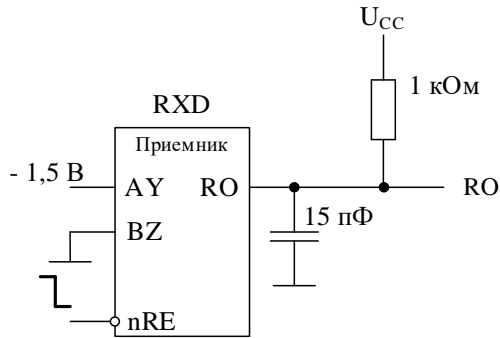 U_CC
1 кОм
RXD
Приемник
- 1,5 В
AY
RO
RO
BZ
15 пФ
nRE